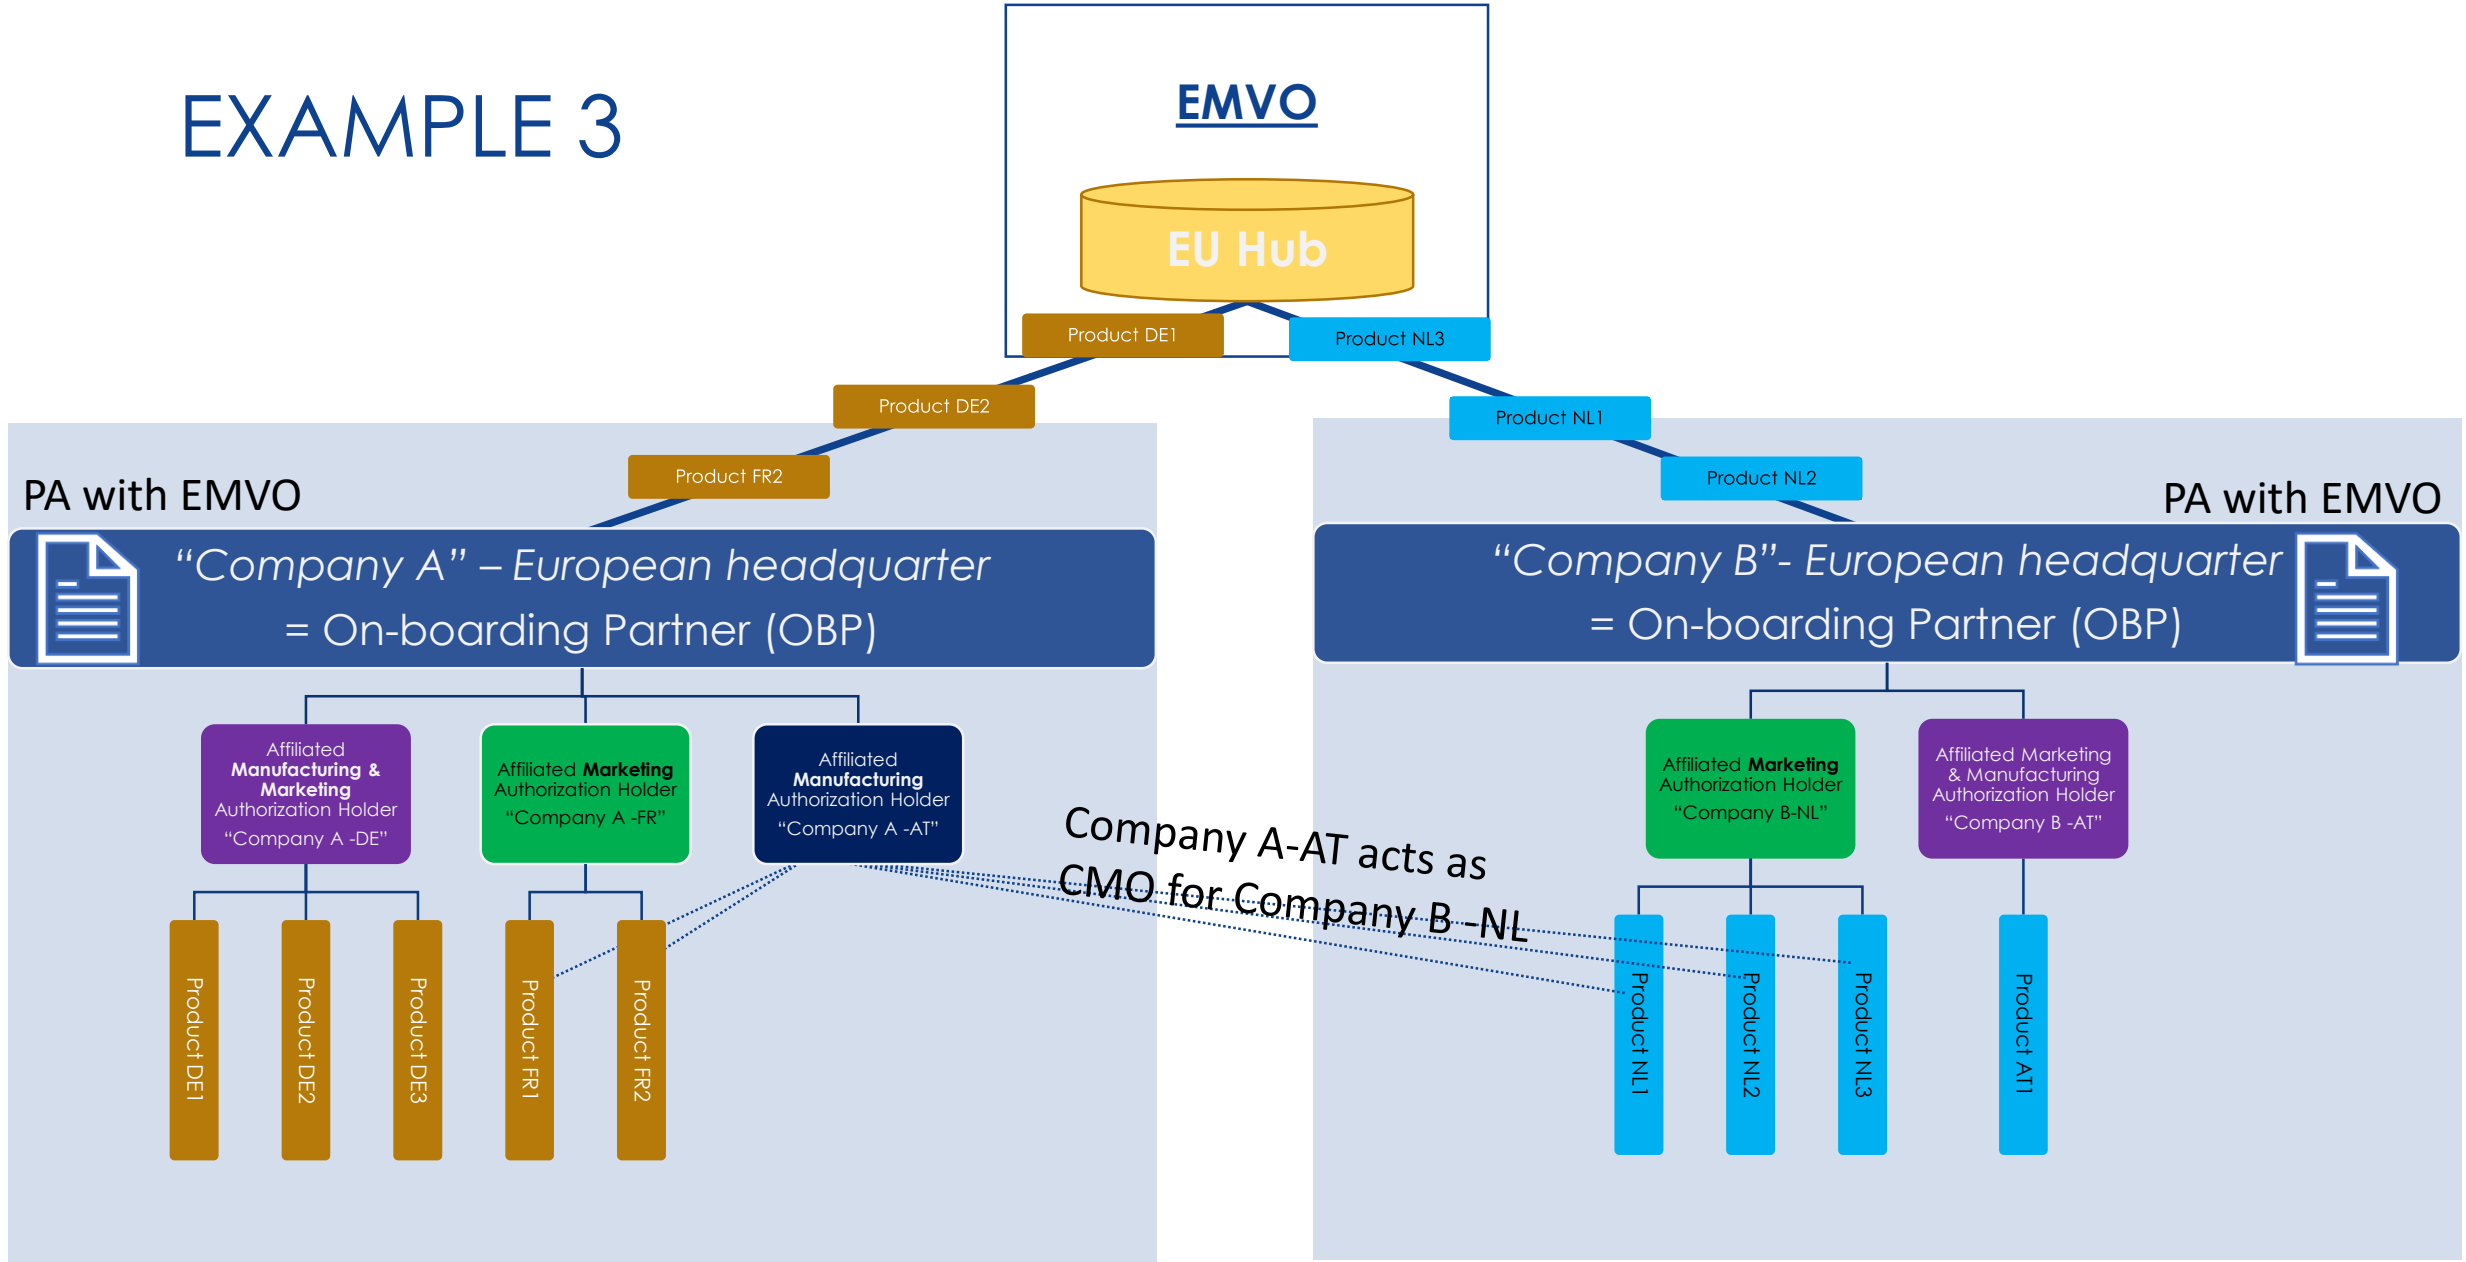 EXAMPLE 3
EMVO
EU Hub
Product DE1
Product NL3
Product DE2
Product NL1
Product FR2
Product NL2
PA with EMVO
PA with EMVO
“Company A” – European headquarter
= On-boarding Partner (OBP)
“Company B”- European headquarter
= On-boarding Partner (OBP)
Affiliated
Manufacturing &
Marketing
Authorization Holder
“Company A -DE”
Affiliated Marketing
Authorization Holder
“Company A -FR”
Affiliated
Manufacturing
Authorization Holder
“Company A -AT”
Company A-AT acts as
CMO for Company B -NL
Affiliated Marketing
Authorization Holder
“Company B-NL”
Affiliated Marketing
& Manufacturing
Authorization Holder
“Company B -AT”
Product DE1
Product DE2
Product DE3
Product FR1
Product FR2
Product NL1
Product NL2
Product NL3
Product AT1